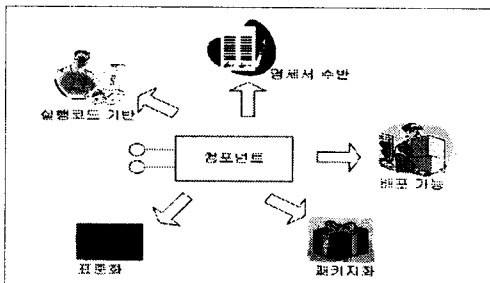 명세서 수반
실행코드 기반
컴포넌트
배포 가능
표준화
패키지화